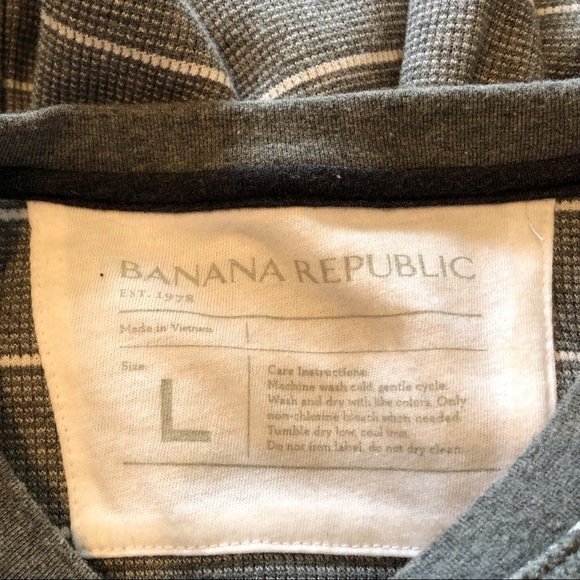 BANANA REPUBLIC
EST. 1978
Made in Vietnam
Size
L
Care Instructions:
Machine wash cold, gentle cycle.
Wash and dry with like colors. Only
non-chlorine bleach when needed.
Tumble dry low, cool iron.
Do not iron label, do not dry clean.